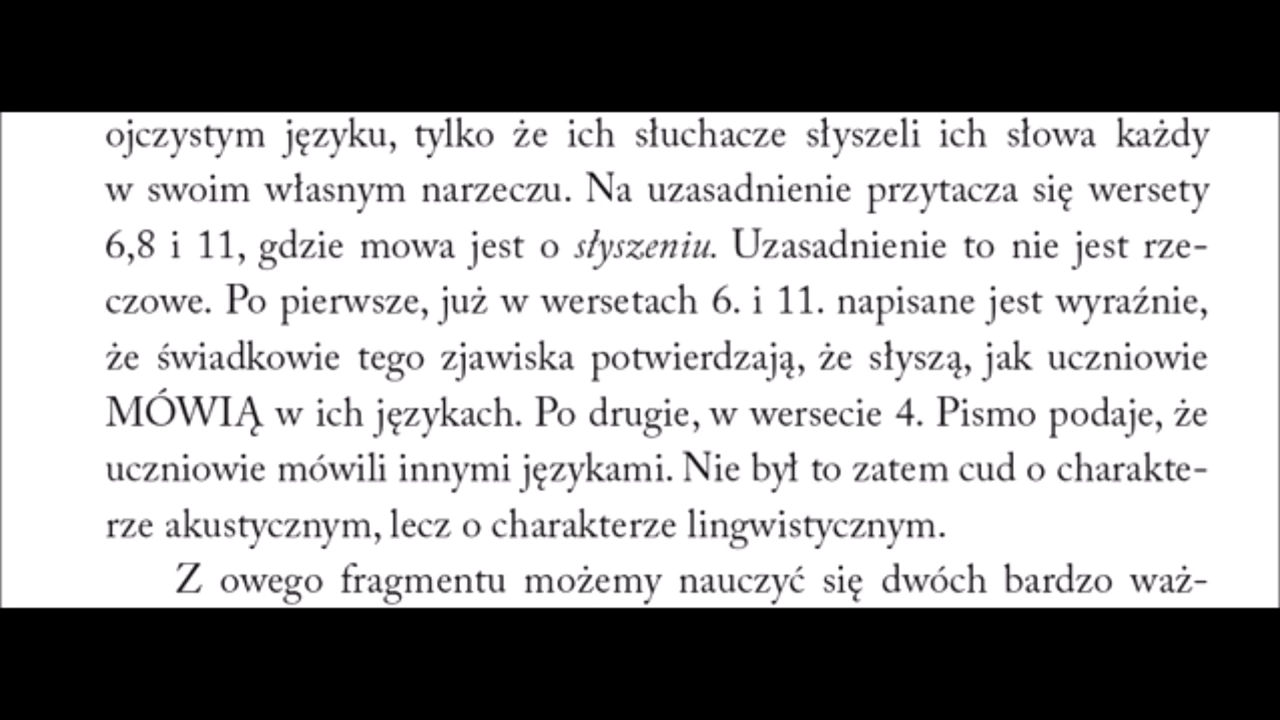 ojczystym języku, tylko że ich słuchacze słyszeli ich słowa każdy
w swoim własnym narzeczu. Na uzasadnienie przytacza się wersety
6,8 i 11, gdzie mowa jest o słyszeniu. Uzasadnienie to nie jest rze-
czowe. Po pierwsze, już w wersetach 6. i 11. napisane jest wyraźnie,
że świadkowie tego zjawiska potwierdzają, że słyszą, jak uczniowie
MÓWIĄ w ich językach. Po drugie, w wersecie 4. Pismo podaje, że
uczniowie mówili innymi językami. Nie był to zatem cud o charakte-
rze akustycznym, lecz o charakterze lingwistycznym.
Z owego fragmentu możemy nauczyć się dwóch bardzo waż-